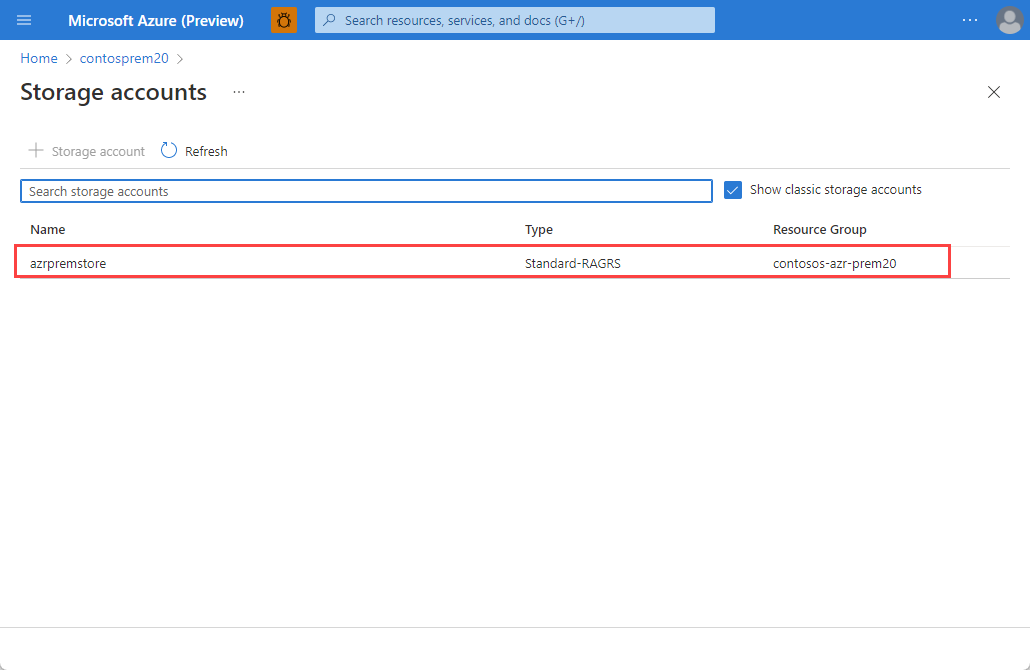 Microsoft Azure (Preview)
Search resources, services, and docs (G+/)
Home > contosprem20 >
Storage accounts ...
+ Storage account Refresh
Search storage accounts
Show classic storage accounts
Name Type Resource Group
azrpremstore Standard-RAGRS contosos-azr-prem20